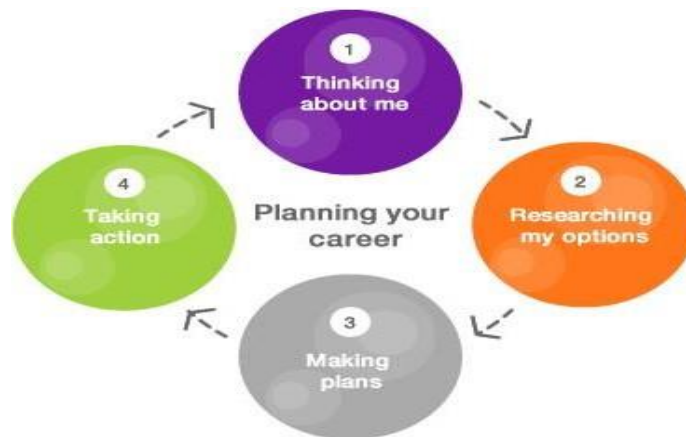 1
Thinking
about me
2
Researching
my options
3
Making
plans
4
Taking
action
Planning your
career